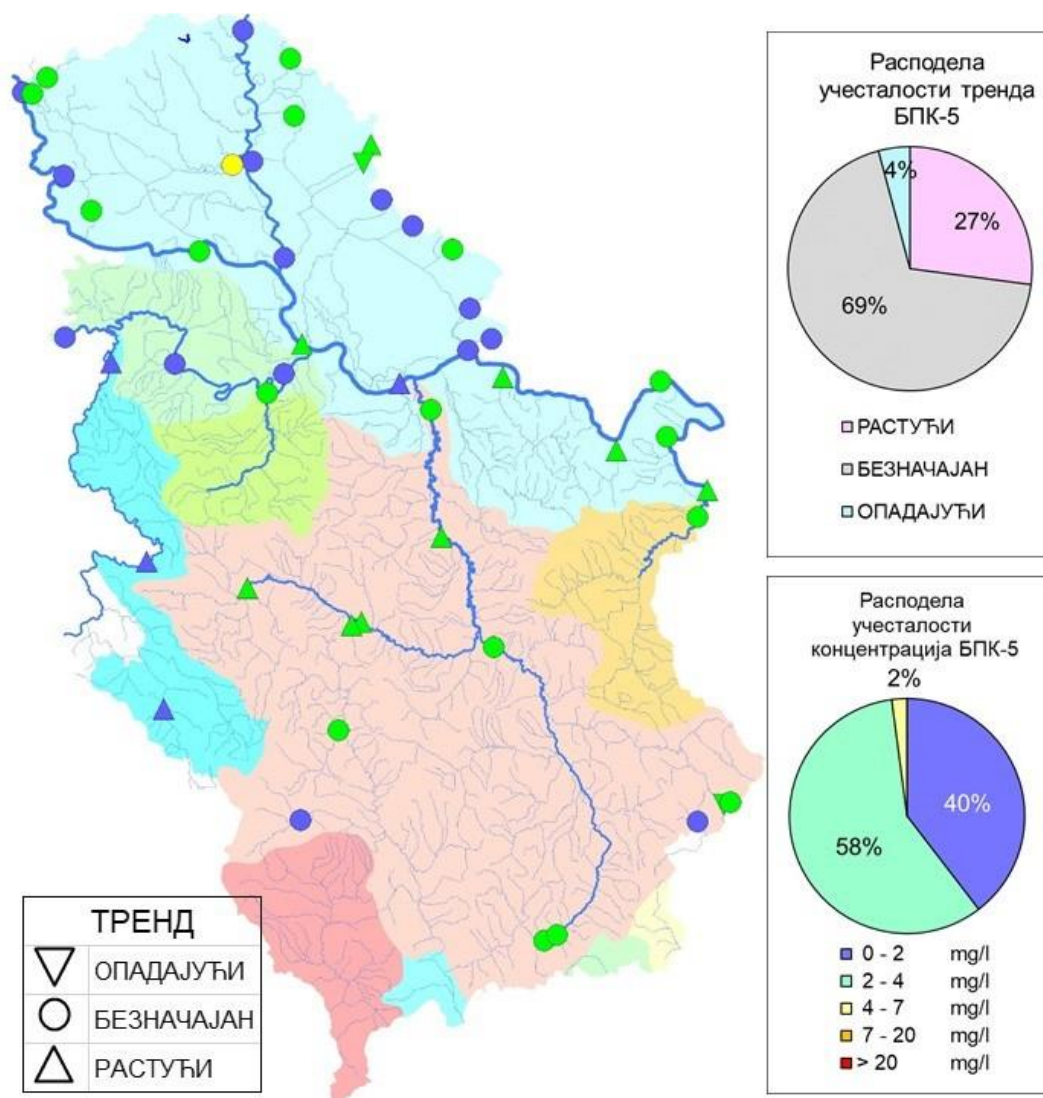 Расподела
учесталости тренда
БПК-5
4%
27%
69%
РАСТУЋИ
БЕЗНАЧАЈАН
ОПАДАЈУЋИ
Расподела
учесталости
концентрација БПК-5
2%
40%
58%
0 - 2 mg/l
2 - 4 mg/l
4 - 7 mg/l
7 - 20 mg/l
> 20 mg/l
ТРЕНД
ОПАДАЈУЋИ
БЕЗНАЧАЈАН
РАСТУЋИ